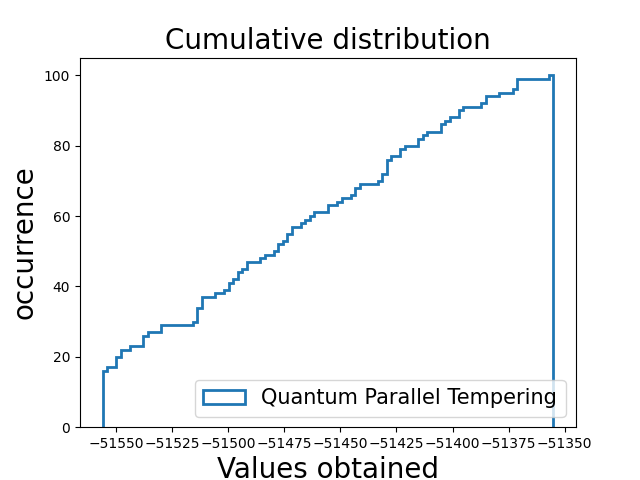 Cumulative distribution
100
80
60
40
20
0
occurrence
Quantum Parallel Tempering
−51550 −51525 −51500 −51475 −51450 −51425 −51400 −51375 −51350
Values obtained